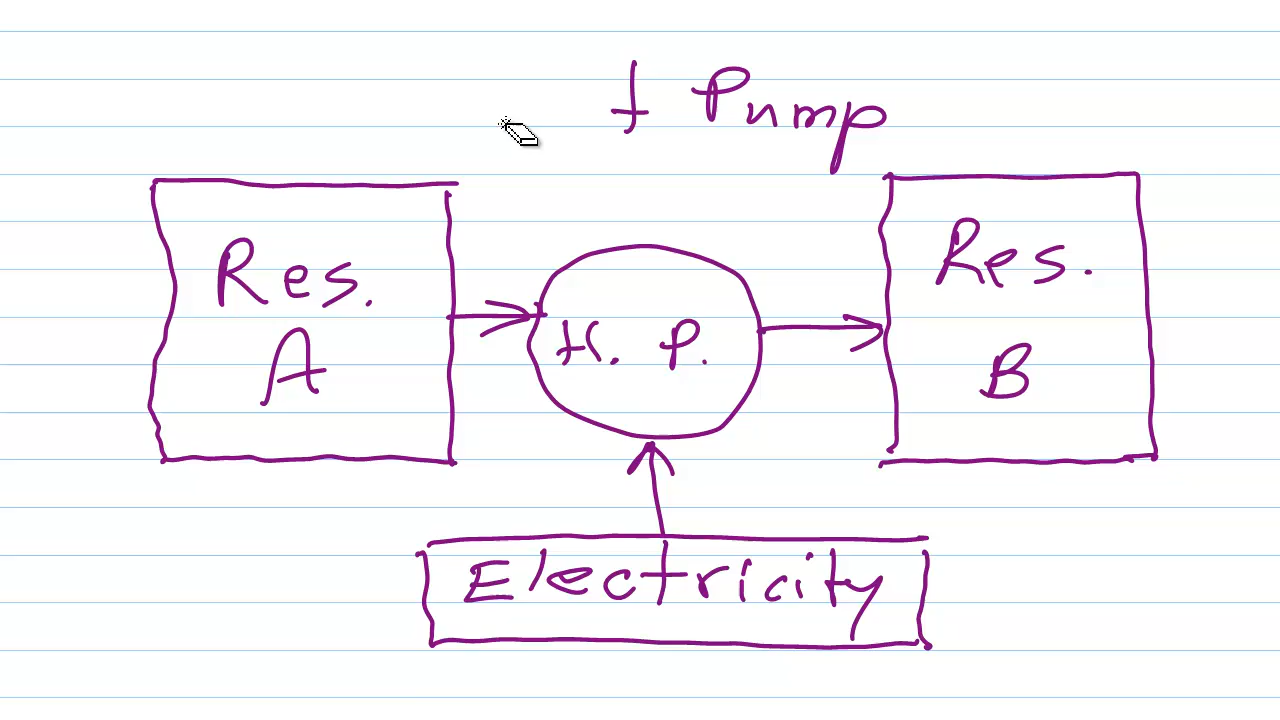 t Pump
Res.
A
H. P.
Res.
B
Electricity